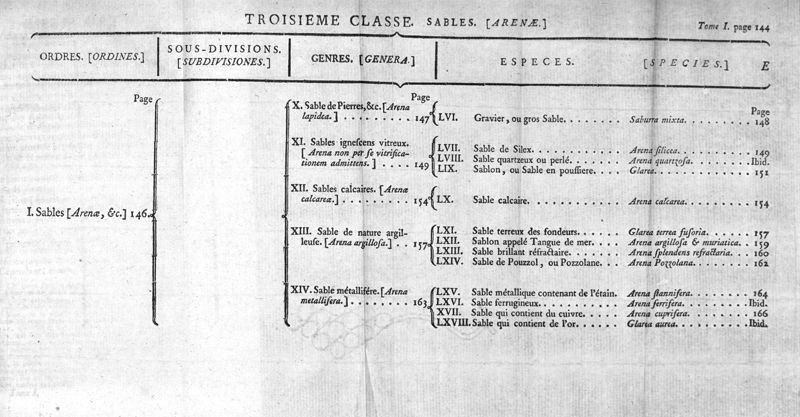 TROISIEME CLASSE. SABLES. [ARENÆ.]
Tome I. page 144
ORDRES. [ORDINES.]
SOUS-DIVISIONS.
[SUBDIVISIONES.]
GENRES. [GENERA.]
ESPECES. [SPECIES.] E
Page
I. Sables [Arenæ, &c.] 146.
Page
X. Sable de Pierres, &c. [Arena
lapidea.] . . . . . . . . . 147
XI. Sables ignescens vitreux.
[Arena non per se vitrifica-
tionem admittens.] . . . . 149
XII. Sables calcaires. [Arena
calcarea.] . . . . . . . . . 154
XIII. Sable de nature argil-
leuse. [Arena argillosa.] . . 157
XIV. Sable métallifére. [Arena
metallifera.] . . . . . . . 163
Page
LVI. Gravier, ou gros Sable. . . . . . Saburra mixta. . . . . . . . . 148
LVII. Sable de Silex. . . . . . . . . Arena silicea. . . . . . . . . 149
LVIII. Sable quartzeux ou perlé. . . . . Arena quartzosa. . . . . . . . Ibid.
LIX. Sablon, ou Sable en poussiere. . . . Glarea. . . . . . . . . . . 151
LX. Sable calcaire. . . . . . . . . . Arena calcarea. . . . . . . . 154
LXI. Sable terreux des fondeurs. . . . . Glarea terrea fusoria. . . . . . 157
LXII. Sablon appelé Tangue de mer. . . . Arena argillosa & muriatica. . . 159
LXIII. Sable brillant réfractaire. . . . . . Arena splendens refractaria. . . 160
LXIV. Sable de Pouzzol, ou Pozzolane. . . Arena Pozzolana. . . . . . . 162
LXV. Sable métallique contenant de l'étain. Arena stannifera. . . . . . . . 164
LXVI. Sable ferrugineux. . . . . . . . Arena ferrifera. . . . . . . . Ibid.
XVII. Sable qui contient du cuivre. . . . . Arena cuprifera. . . . . . . . 166
LXVIII. Sable qui contient de l'or. . . . . . Glarea aurea. . . . . . . . . Ibid.